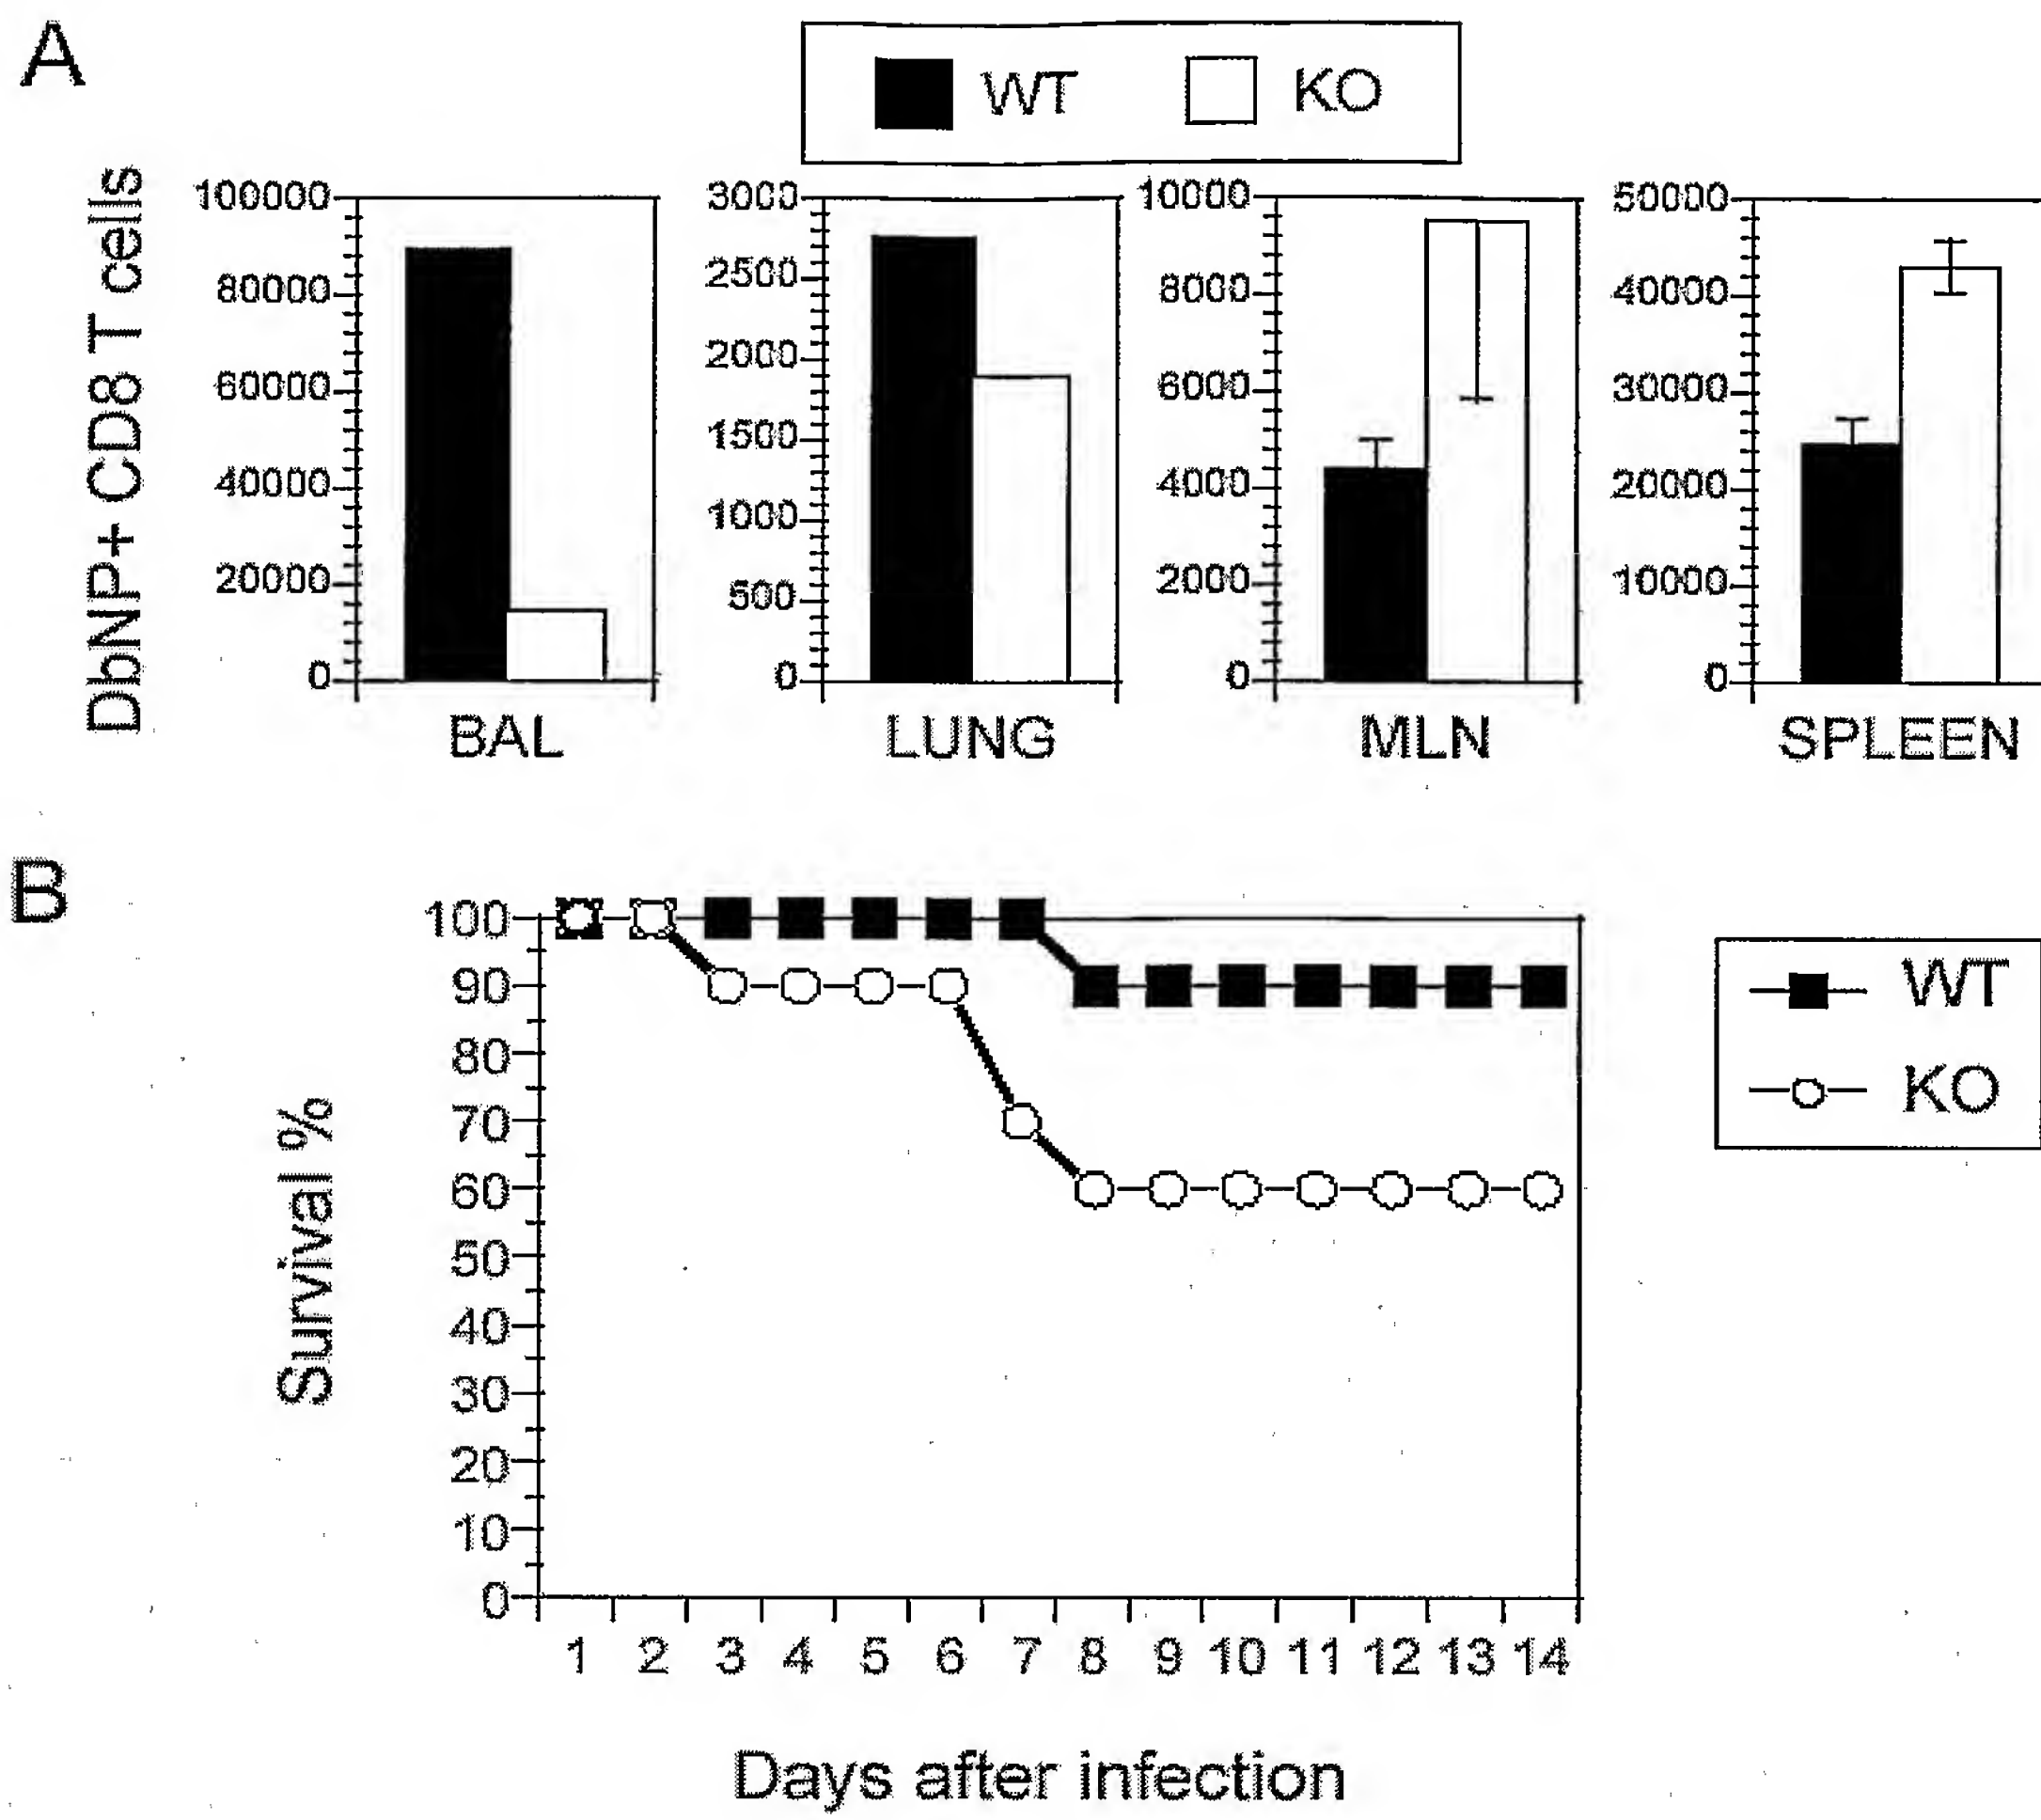 A
WT KO
DbNP+ CD8 T cells
100000
80000
60000
40000
20000
0
BAL
3000
2500
2000
1500
1000
500
0
LUNG
10000
8000
6000
4000
2000
0
MLN
50000
40000
30000
20000
10000
0
SPLEEN
B
Survival %
100
90
80
70
60
50
40
30
20
10
0
1 2 3 4 5 6 7 8 9 10 11 12 13 14
Days after infection
WT
KO